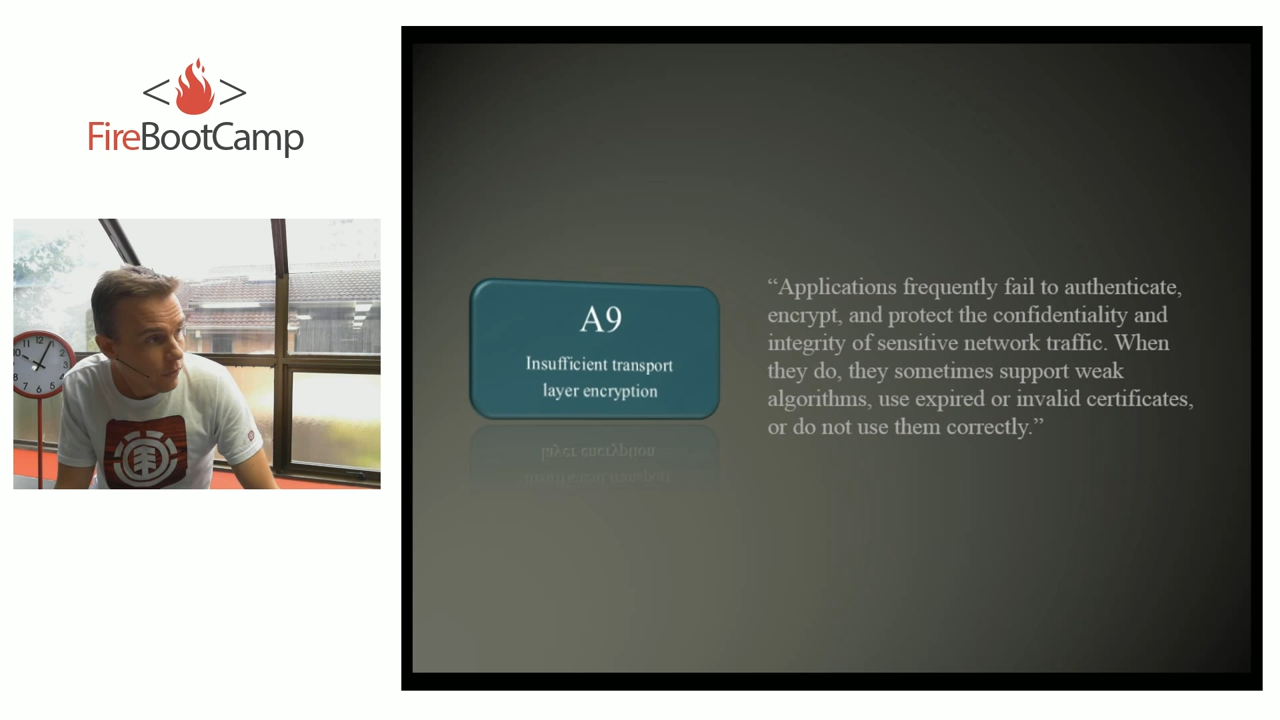 FireBootCamp
A9
Insufficient transport
layer encryption
“Applications frequently fail to authenticate,
encrypt, and protect the confidentiality and
integrity of sensitive network traffic. When
they do, they sometimes support weak
algorithms, use expired or invalid certificates,
or do not use them correctly.”